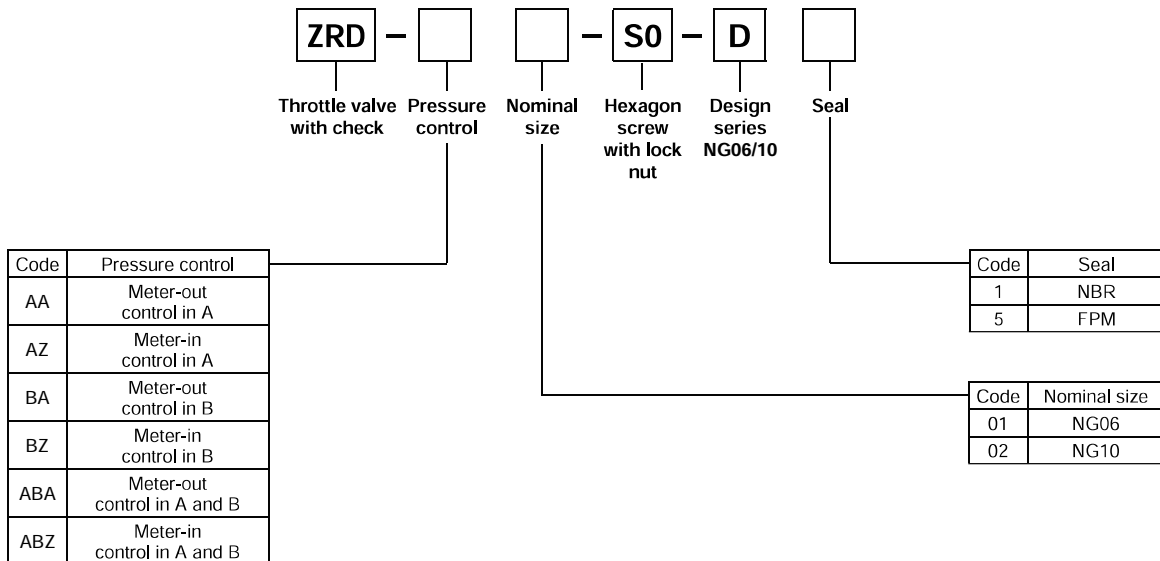 ZRD – – S0 – D
Throttle valve
with check
Pressure
control
Nominal
size
Hexagon
screw
with lock
nut
Design
series
NG06/10
Seal
Code Pressure control
AA Meter-out
control in A
AZ Meter-in
control in A
BA Meter-out
control in B
BZ Meter-in
control in B
ABA Meter-out
control in A and B
ABZ Meter-in
control in A and B
Code Seal
1 NBR
5 FPM
Code Nominal size
01 NG06
02 NG10